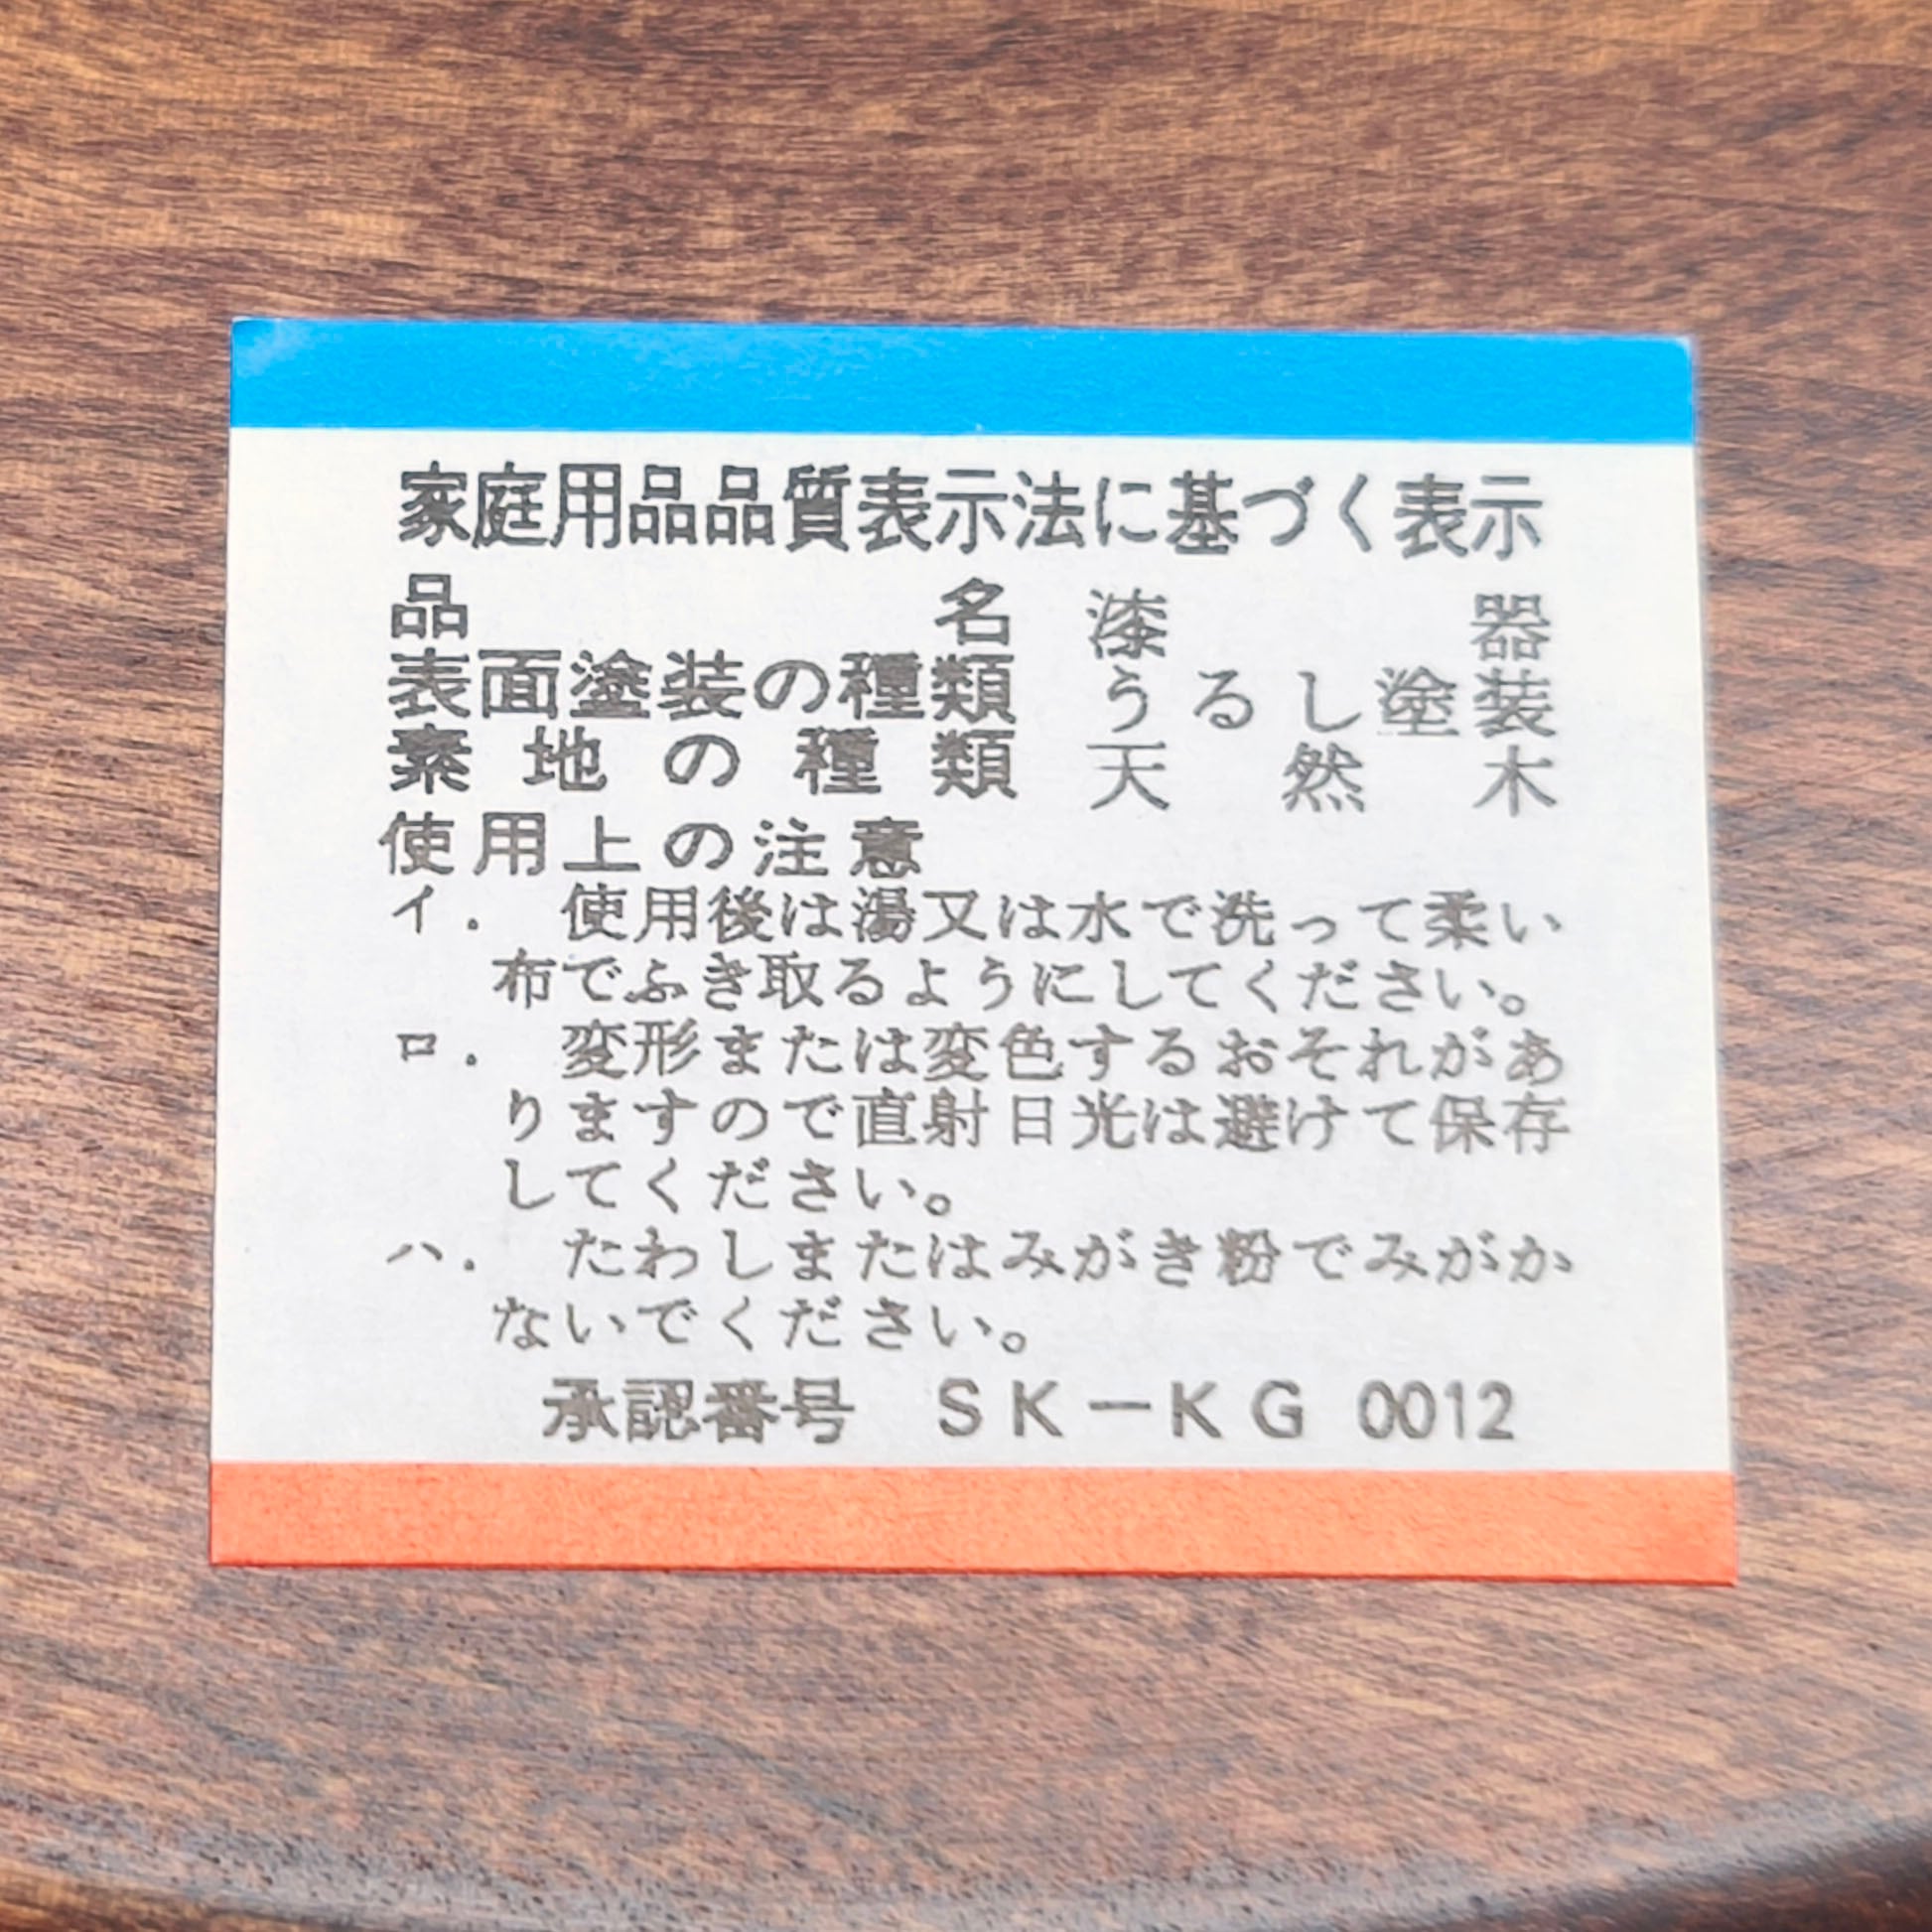 家庭用品品質表示法に基づく表示
品名 漆器
表面塗装の種類 うるし塗装
素地の種類 天然木
使用上の注意
イ. 使用後は湯又は水で洗って柔い
布でふき取るようにしてください。
ロ. 変形または変色するおそれがあ
りますので直射日光は避けて保存
してください。
ハ. たわしまたはみがき粉でみがか
ないでください。
承認番号 SK-KG 0012